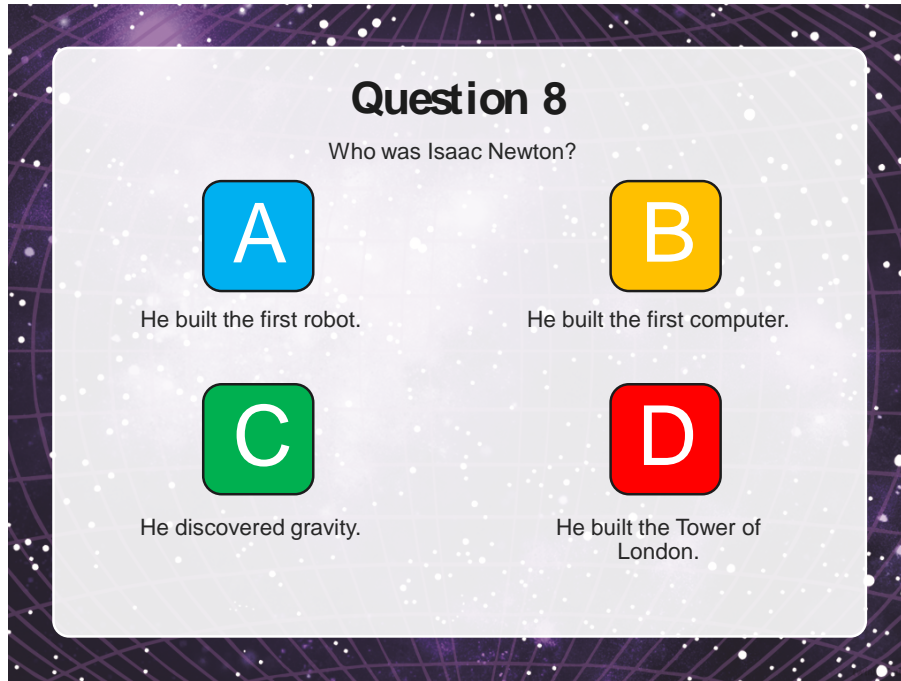 Question 8
Who was Isaac Newton?
A
B
He built the first robot.
He built the first computer.
C
D
He discovered gravity.
He built the Tower of
London.